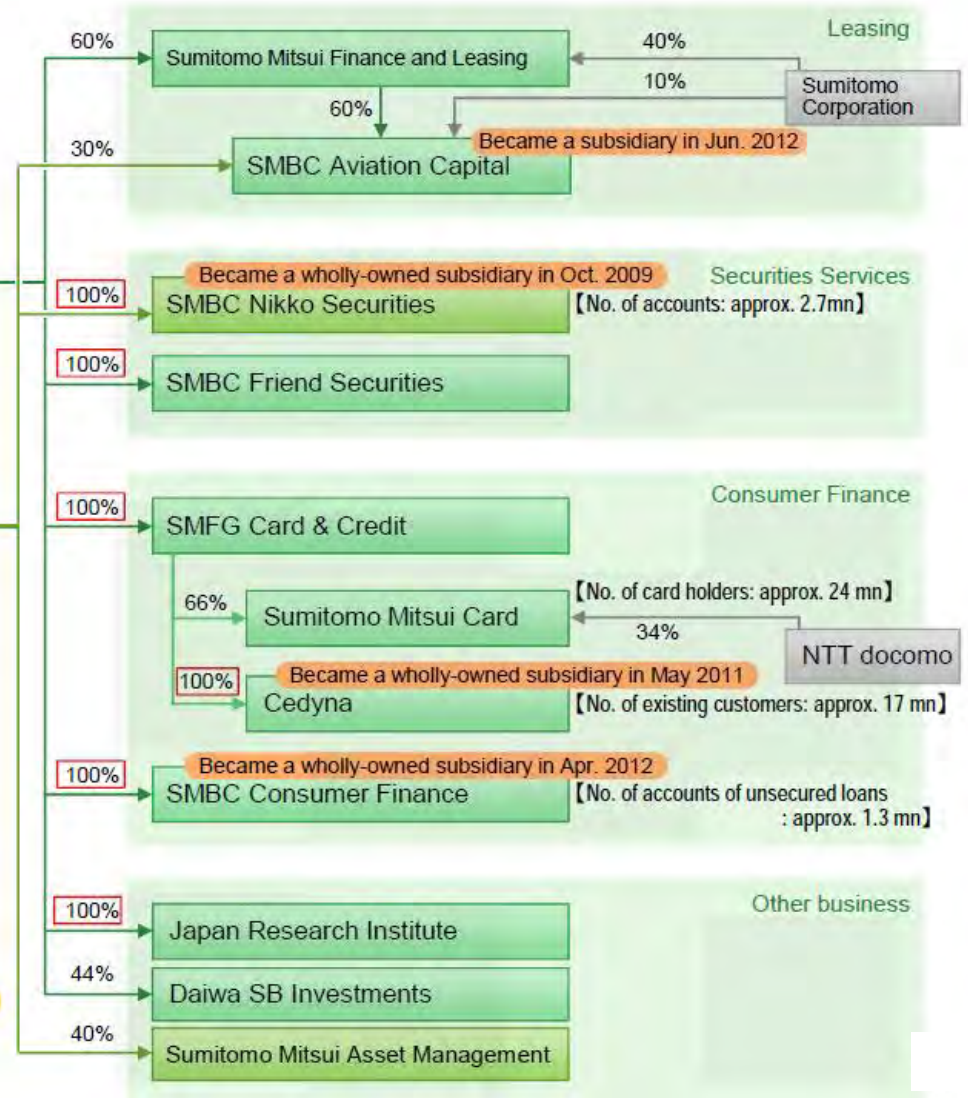 Leasing
60%
Sumitomo Mitsui Finance and Leasing
40%
10%
Sumitomo
Corporation
60%
Became a subsidiary in Jun. 2012
30%
SMBC Aviation Capital
Became a wholly-owned subsidiary in Oct. 2009
Securities Services
100%
SMBC Nikko Securities
【No. of accounts: approx. 2.7mn】
100%
SMBC Friend Securities
Consumer Finance
100%
SMFG Card & Credit
66%
Sumitomo Mitsui Card
【No. of card holders: approx. 24 mn】
34%
NTT docomo
Became a wholly-owned subsidiary in May 2011
100%
Cedyna
【No. of existing customers: approx. 17 mn】
Became a wholly-owned subsidiary in Apr. 2012
100%
SMBC Consumer Finance
【No. of accounts of unsecured loans
: approx. 1.3 mn】
Other business
100%
Japan Research Institute
44%
Daiwa SB Investments
40%
Sumitomo Mitsui Asset Management